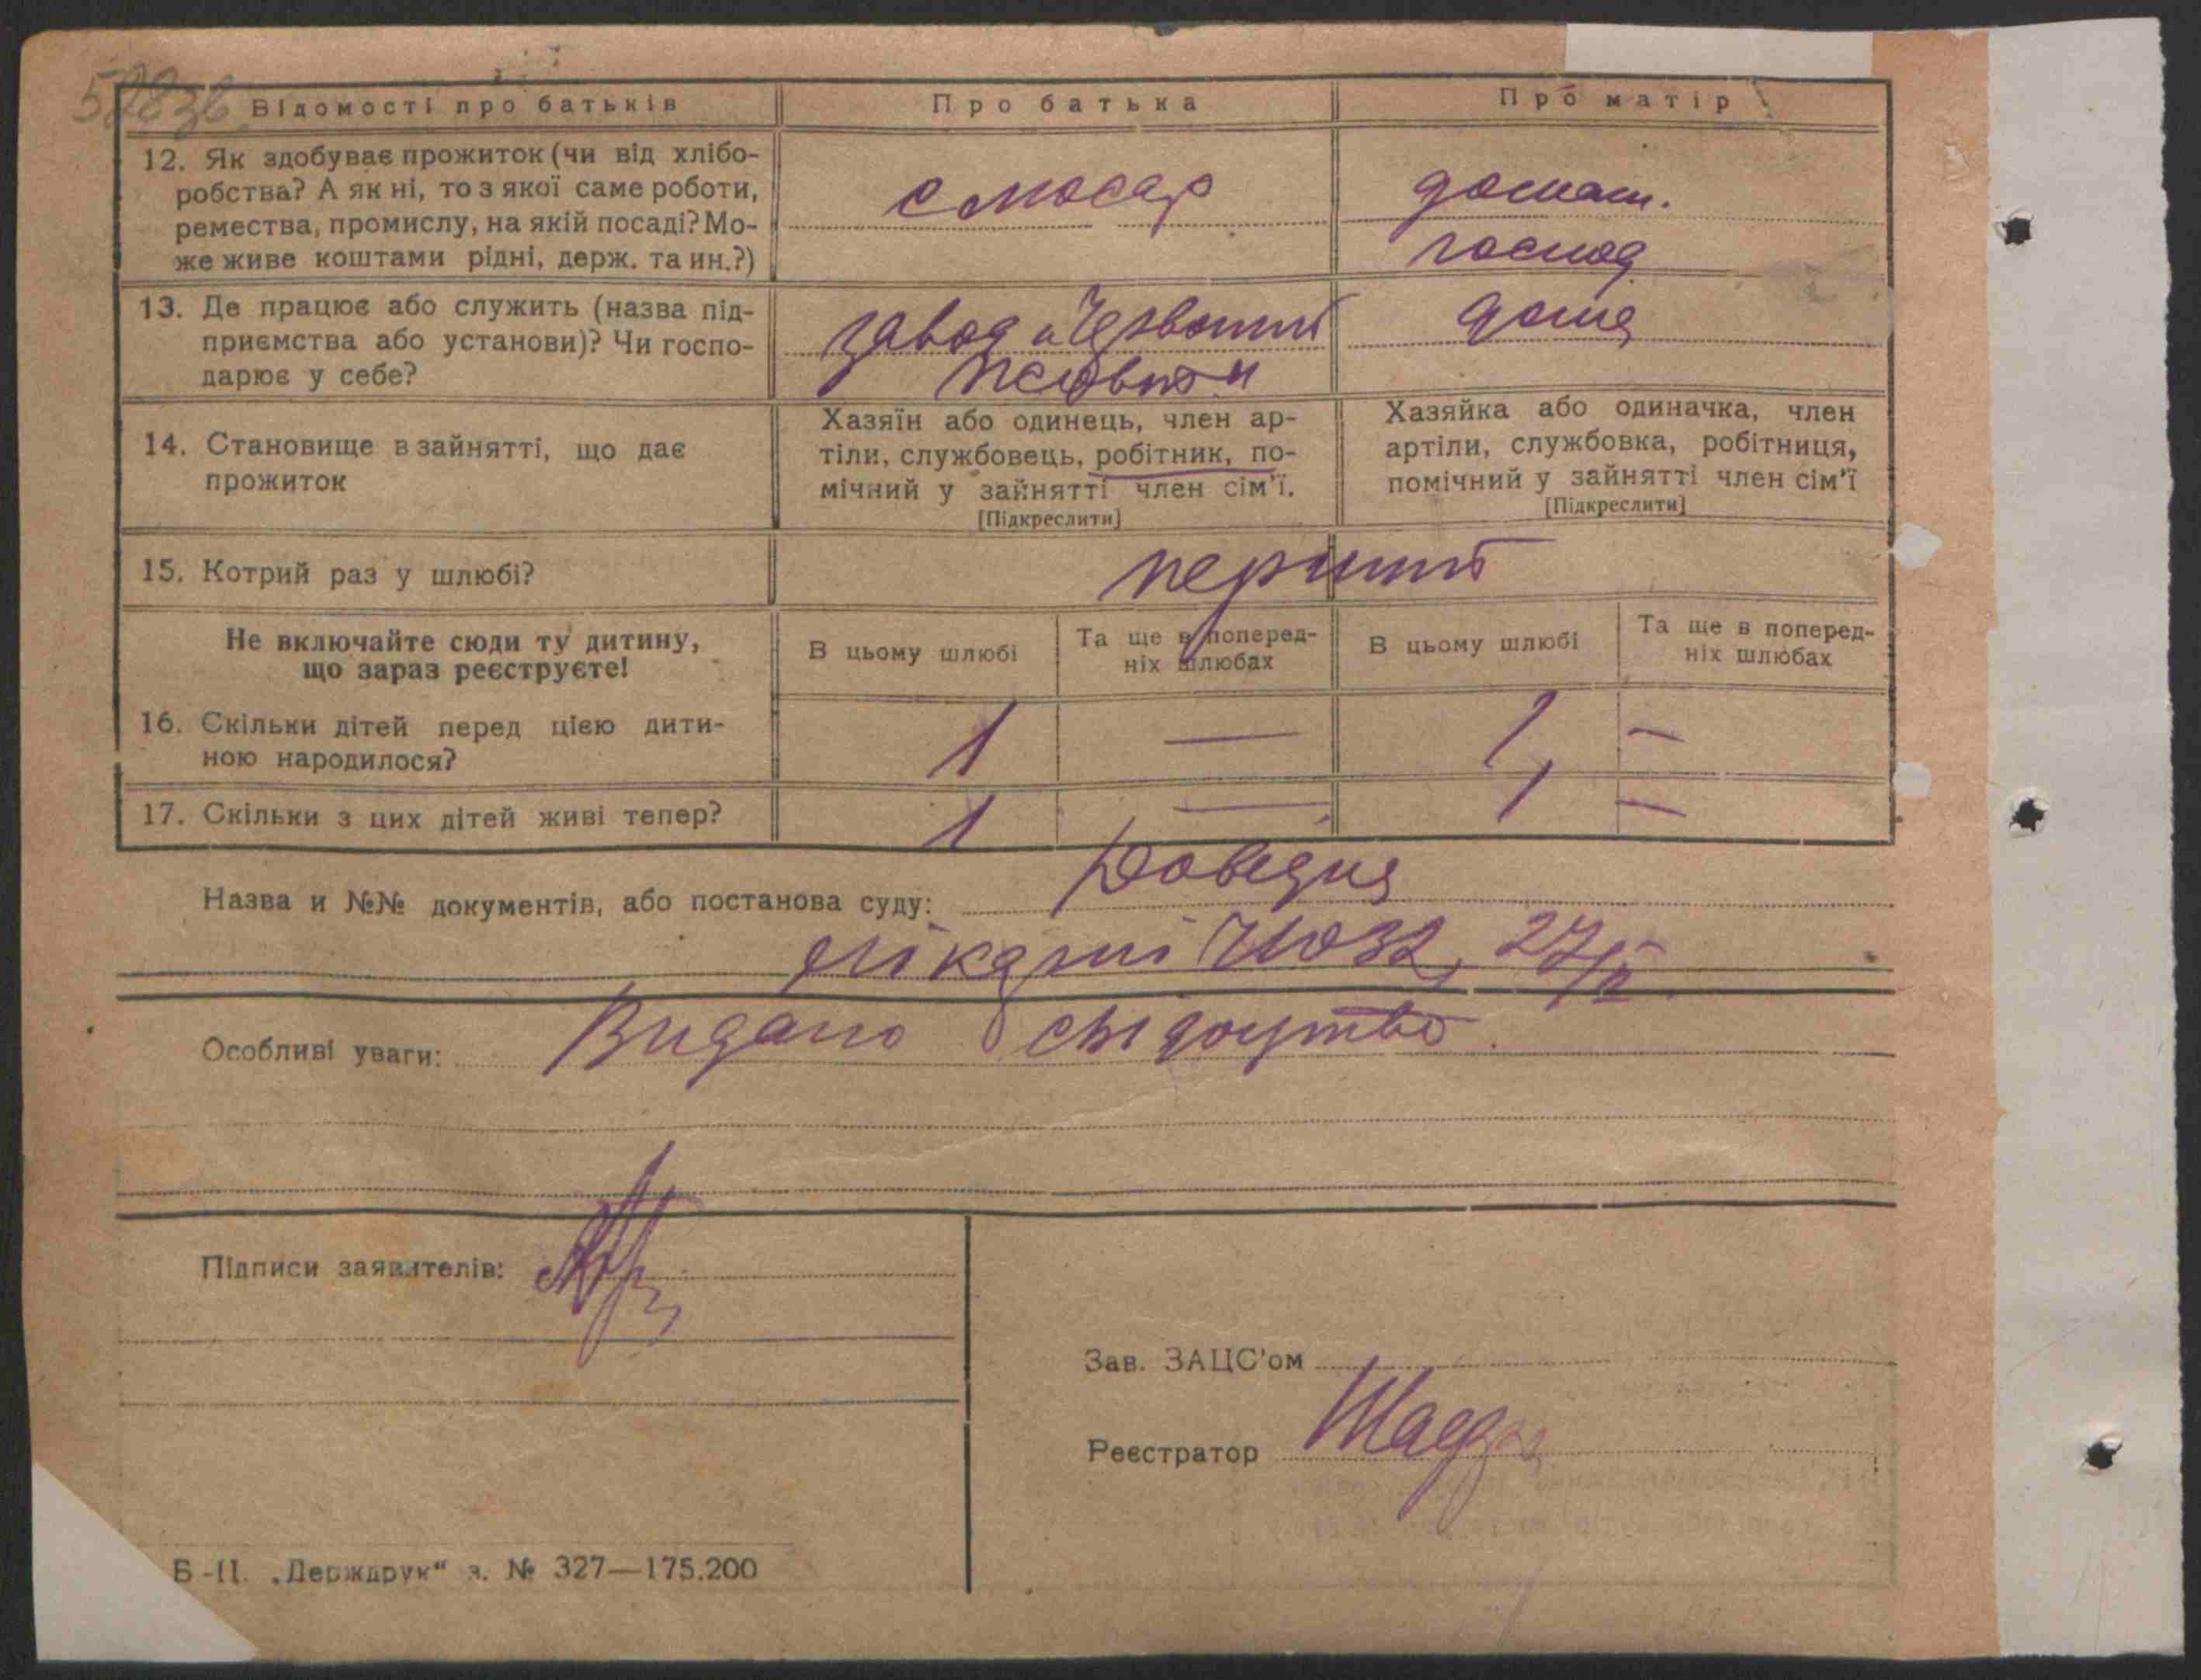 Відомості про батьків
Про батька
Про матір
12. Як здобуває прожиток (чи від хлібо-
робства? А як ні, то з якої саме роботи,
ремества, промислу, на якій посаді? Мо-
же живе коштами рідні, держ. та ин.?)
слюсар
домаш.
господ
13. Де працює або служить (назва під-
приємства або установи)? Чи госпо-
дарює у себе?
завод „Червоний
дома
14. Становище в зайнятті, що дає
прожиток
Хазяїн або одинець, член ар-
тіли, службовець, робітник, по-
мічний у зайнятті член сім'ї.
[Підкреслити]
Хазяйка або одиначка, член
артіли, службовка, робітниця,
помічний у зайнятті член сім'ї
[Підкреслити]
15. Котрий раз у шлюбі?
перший
Не включайте сюди ту дитину,
що зараз реєструєте!
В цьому шлюбі
Та ще в поперед-
ніх шлюбах
В цьому шлюбі
Та ще в поперед-
ніх шлюбах
16. Скільки дітей перед цією дити-
ною народилося?
1 — 1 —
17. Скільки з цих дітей живі тепер?
1 — 1 —
Назва и №№ документів, або постанова суду: Довідка
лікарні
Особливі уваги: Видано свідоцтво
Підписи заявителів:
Зав. ЗАЦС'ом
Реєстратор
Б-П. „Держдрук“ з. № 327—175.200